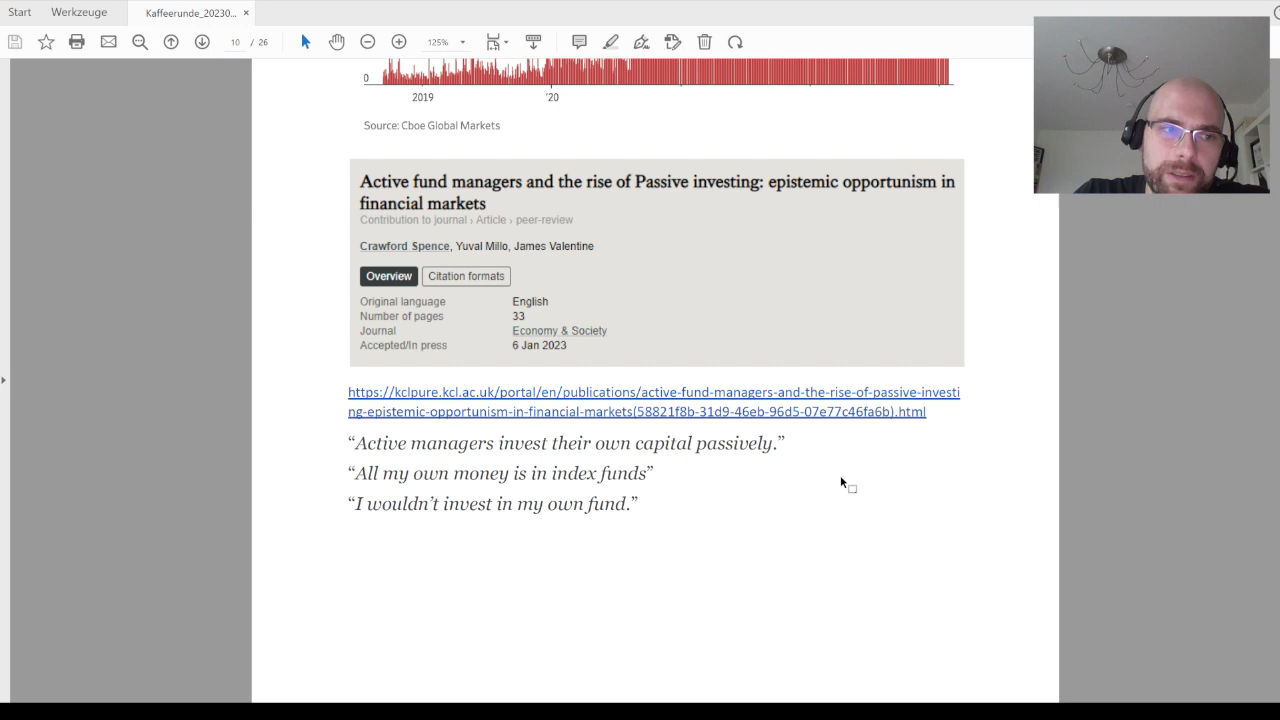 Start Werkzeuge Kaffeerunde_20230... ×
10 / 26 125%
0
2019 '20
Source: Cboe Global Markets
Active fund managers and the rise of Passive investing: epistemic opportunism in
financial markets
Contribution to journal › Article › peer-review
Crawford Spence, Yuval Millo, James Valentine
Overview Citation formats
Original language English
Number of pages 33
Journal Economy & Society
Accepted/In press 6 Jan 2023
https://kclpure.kcl.ac.uk/portal/en/publications/active-fund-managers-and-the-rise-of-passive-investi
ng-epistemic-opportunism-in-financial-markets(58821f8b-31d9-46eb-96d5-07e77c46fa6b).html
“Active managers invest their own capital passively.”
“All my own money is in index funds”
“I wouldn’t invest in my own fund.”